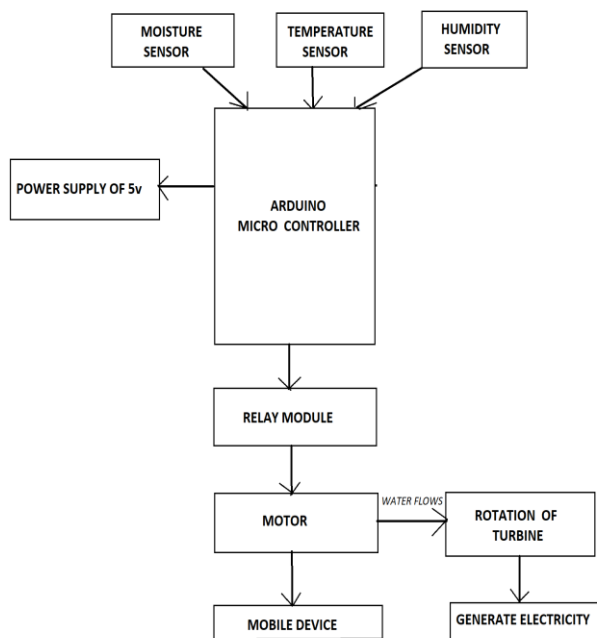 MOISTURE
SENSOR
TEMPERATURE
SENSOR
HUMIDITY
SENSOR
POWER SUPPLY OF 5v
ARDUINO
MICRO CONTROLLER
RELAY MODULE
MOTOR
WATER FLOWS
ROTATION OF
TURBINE
MOBILE DEVICE
GENERATE ELECTRICITY